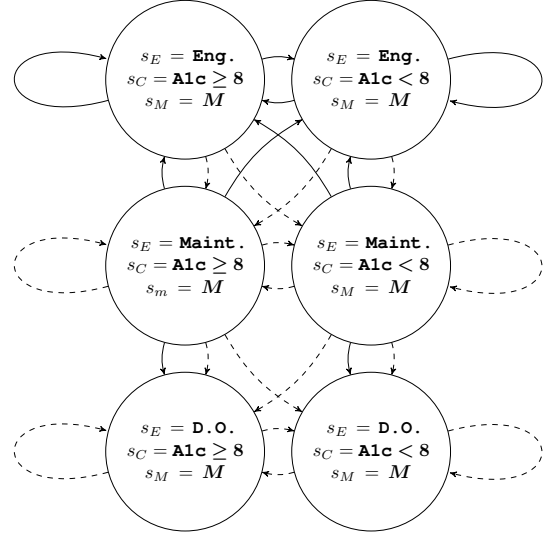 s_E = Eng.
s_C = A1c ≥ 8
s_M = M
s_E = Eng.
s_C = A1c < 8
s_M = M
s_E = Maint.
s_C = A1c ≥ 8
s_m = M
s_E = Maint.
s_C = A1c < 8
s_M = M
s_E = D.O.
s_C = A1c ≥ 8
s_M = M
s_E = D.O.
s_C = A1c < 8
s_M = M